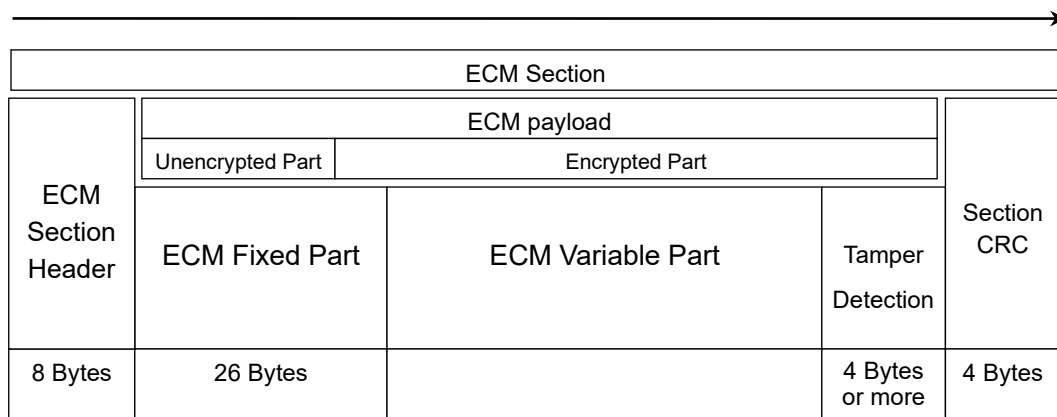 ECM Section
ECM payload
Unencrypted Part
Encrypted Part
ECM
Section
Header
ECM Fixed Part
ECM Variable Part
Tamper
Detection
Section
CRC
8 Bytes
26 Bytes
4 Bytes
or more
4 Bytes